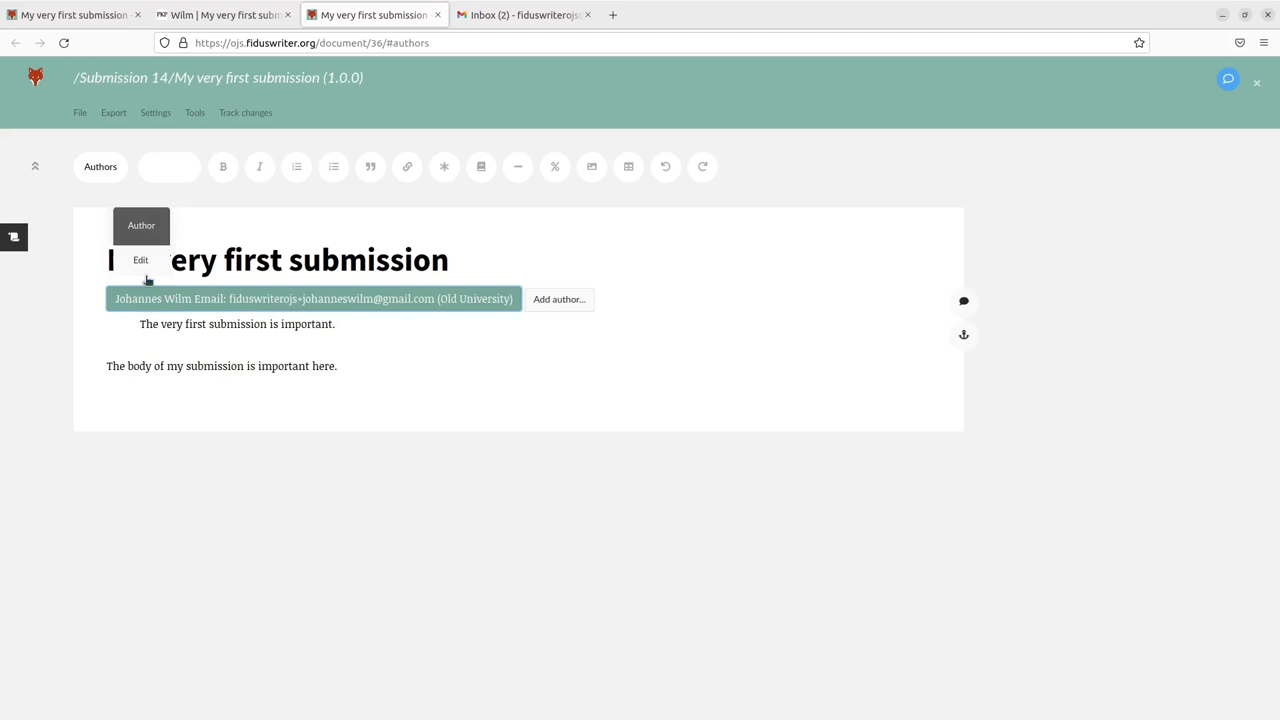 My very first submission
Wilm | My very first subm
My very first submission
Inbox (2) - fiduswriterojs@
https://ojs.fiduswriter.org/document/36/#authors
/Submission 14/My very first submission (1.0.0)
File Export Settings Tools Track changes
Authors
Author
Edit
ery first submission
Johannes Wilm Email: fiduswriterojs+johanneswilm@gmail.com (Old University)
Add author...
The very first submission is important.
The body of my submission is important here.